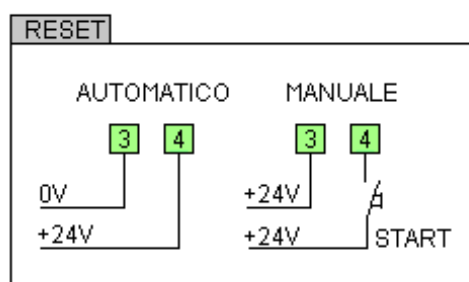 RESET
AUTOMATICO MANUALE
3 4 3 4
0V +24V
+24V +24V START